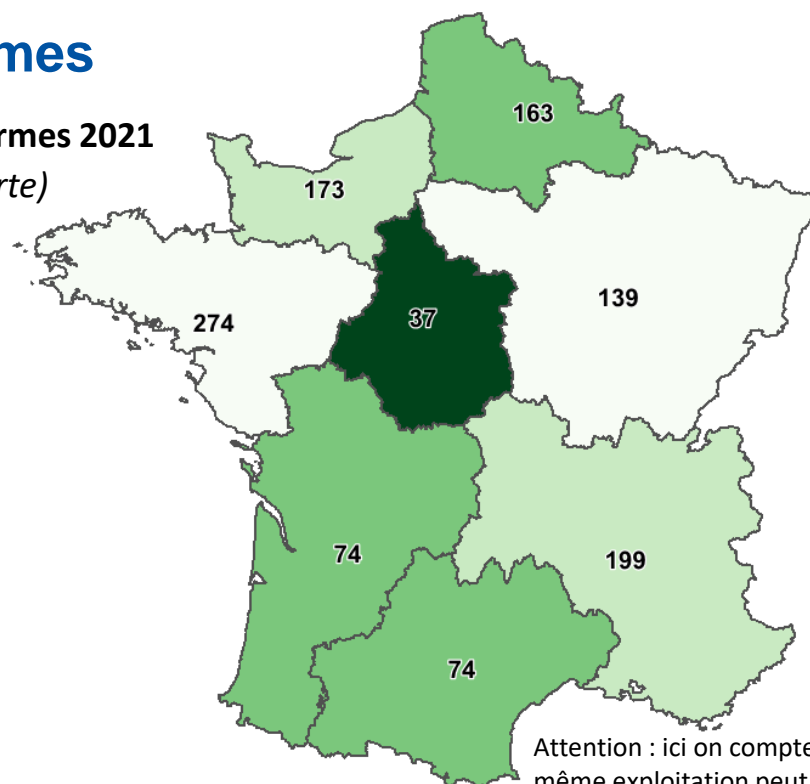 mes
rmes 2021
rte)
163
173
274
37
139
74
199
74
Attention : ici on compte
même exploitation peut